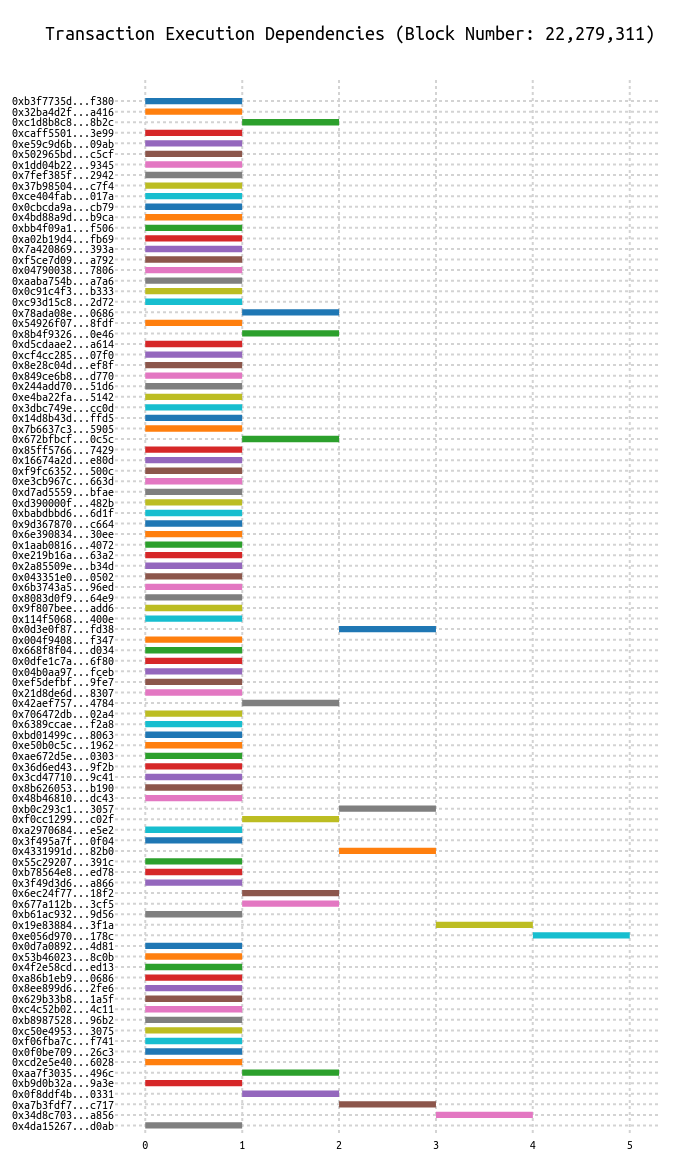 Transaction Execution Dependencies (Block Number: 22,279,311)
0xb3f7735d...f380
0x32ba4d2f...a416
0xc1d8b8c8...8b2c
0xcaff5501...3e99
0xe59c9d6b...09ab
0x502965bd...c5cf
0x1dd04b22...9345
0x7fef385f...2942
0x37b98504...c7f4
0xce404fab...017a
0x0cbcda9a...cb79
0x4bd88a9d...b9ca
0xbb4f09a1...f506
0xa02b19d4...fb69
0x7a420869...393a
0xf5ce7d09...a792
0x04790038...7806
0xaaba754b...a7a6
0x0c91c4f3...b333
0xc93d15c8...2d72
0x78ada08e...0686
0x54926f07...8fdf
0x8b4f9326...0e46
0xd5cdaae2...a614
0xcf4cc285...07f0
0x8e28c04d...ef8f
0x849ce6b8...d770
0x244add70...51d6
0xe4ba22fa...5142
0x3dbc749e...cc0d
0x14d8b43d...ffd5
0x7b6637c3...5905
0x672bfbcf...0c5c
0x85ff5766...7429
0x16674a2d...e80d
0xf9fc6352...500c
0xe3cb967c...663d
0xd7ad5559...bfae
0xd390000f...482b
0xbabdbbd6...6d1f
0x9d367870...c664
0x6e390834...30ee
0x1aab0816...4072
0xe219b16a...63a2
0x2a85509e...b34d
0x043351e0...0502
0x6b3743a5...96ed
0x8083d0f9...64e9
0x9f807bee...add6
0x114f5068...400e
0x0d3e0f87...fd38
0x004f9408...f347
0x668f8f04...d034
0x0dfe1c7a...6f80
0x04b0aa97...fceb
0xef5defbf...9fe7
0x21d8de6d...8307
0x42aef757...4784
0x706472db...02a4
0x6389ccae...f2a8
0xbd01499c...8063
0xe50b0c5c...1962
0xae672d5e...0303
0x36d6ed43...9f2b
0x3cd47710...9c41
0x8b626053...b190
0x48b46810...dc43
0xb0c293c1...3057
0xf0cc1299...c02f
0xa2970684...e5e2
0x3f495a7f...0f04
0x4331991d...82b0
0x55c29207...391c
0xb78564e8...ed78
0x3f49d3d6...a866
0x6ec24f77...18f2
0x677a112b...3cf5
0xb61ac932...9d56
0x19e83884...3f1a
0xe056d970...178c
0x0d7a0892...4d81
0x53b46023...8c0b
0x4f2e58cd...ed13
0xa86b1eb9...0686
0x8ee899d6...2fe6
0x629b33b8...1a5f
0xc4c52b02...4c11
0xb8987528...96b2
0xc50e4953...3075
0xf06fba7c...f741
0x0f0be709...26c3
0xcd2e5e40...6028
0xaa7f3035...496c
0xb9d0b32a...9a3e
0x0f8ddf4b...0331
0xa7b3fdf7...c717
0x34d8c703...a856
0x4da15267...d0ab
0 1 2 3 4 5